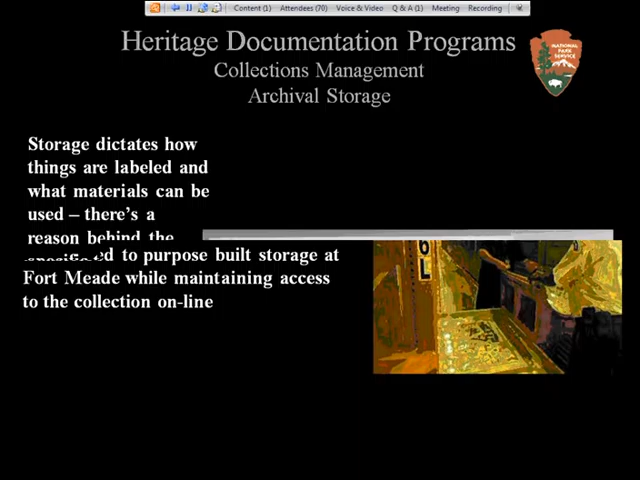 Content (1) Attendees (70) Voice & Video Q & A (1) Meeting Recording
Heritage Documentation Programs
Collections Management
Archival Storage
NATIONAL
PARK
SERVICE
Storage dictates how
things are labeled and
what materials can be
used – there's a
reason behind the
ed to purpose built storage at
Fort Meade while maintaining access
to the collection on-line